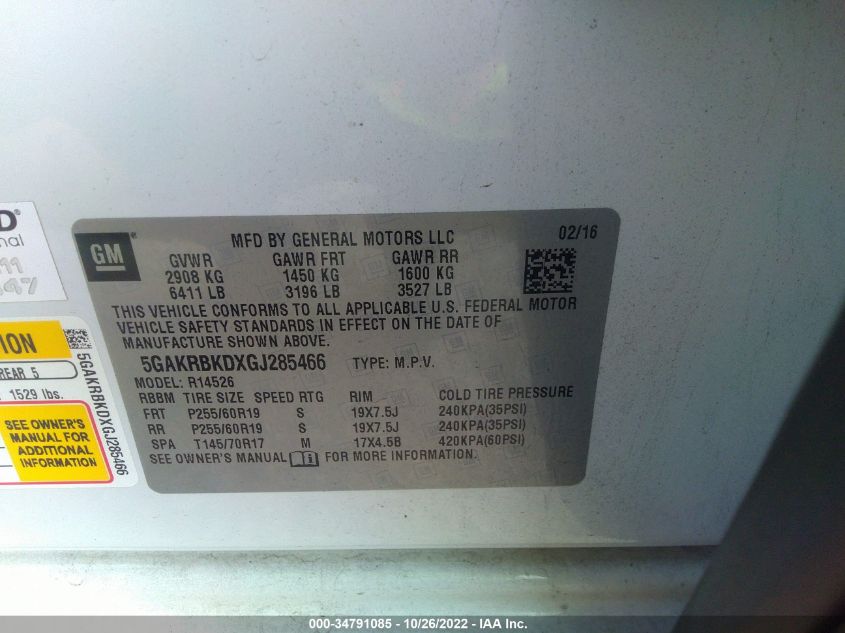 D®
nal
ION
REAR 5
1529 lbs.
SEE OWNER'S
MANUAL FOR
ADDITIONAL
INFORMATION
5GAKRBKDXGJ285466
GM
MFD BY GENERAL MOTORS LLC
02/16
GVWR GAWR FRT GAWR RR
2908 KG 1450 KG 1600 KG
6411 LB 3196 LB 3527 LB
THIS VEHICLE CONFORMS TO ALL APPLICABLE U.S. FEDERAL MOTOR
VEHICLE SAFETY STANDARDS IN EFFECT ON THE DATE OF
MANUFACTURE SHOWN ABOVE.
5GAKRBKDXGJ285466 TYPE: M.P.V.
MODEL: R14526
RBBM TIRE SIZE SPEED RTG RIM COLD TIRE PRESSURE
FRT P255/60R19 S 19X7.5J 240KPA(35PSI)
RR P255/60R19 S 19X7.5J 240KPA(35PSI)
SPA T145/70R17 M 17X4.5B 420KPA(60PSI)
SEE OWNER'S MANUAL FOR MORE INFORMATION.
000-34791085 - 10/26/2022 - IAA Inc.